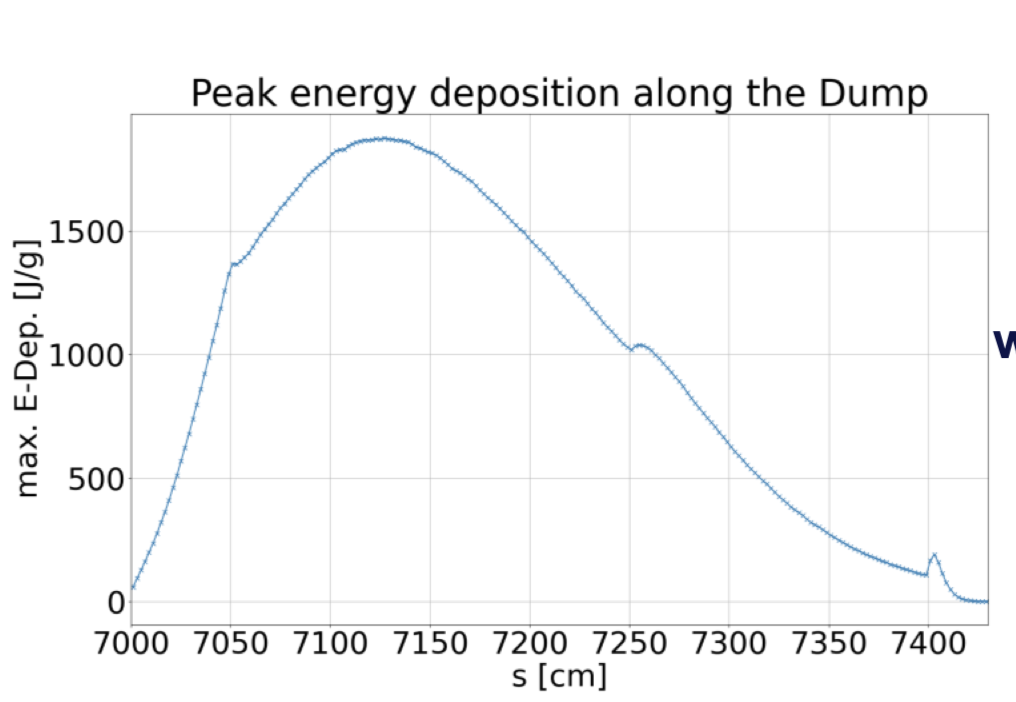 Peak energy deposition along the Dump
max. E-Dep. [J/g]
1500
1000
500
0
7000 7050 7100 7150 7200 7250 7300 7350 7400
s [cm]
w